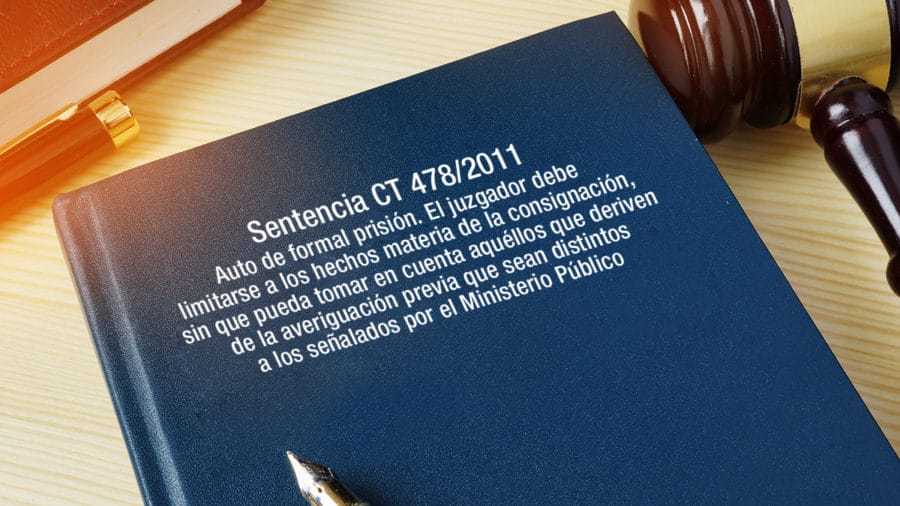 Sentencia CT 478/2011
Auto de formal prisión. El juzgador debe
limitarse a los hechos materia de la consignación,
sin que pueda tomar en cuenta aquéllos que deriven
de la averiguación previa que sean distintos
a los señalados por el Ministerio Público